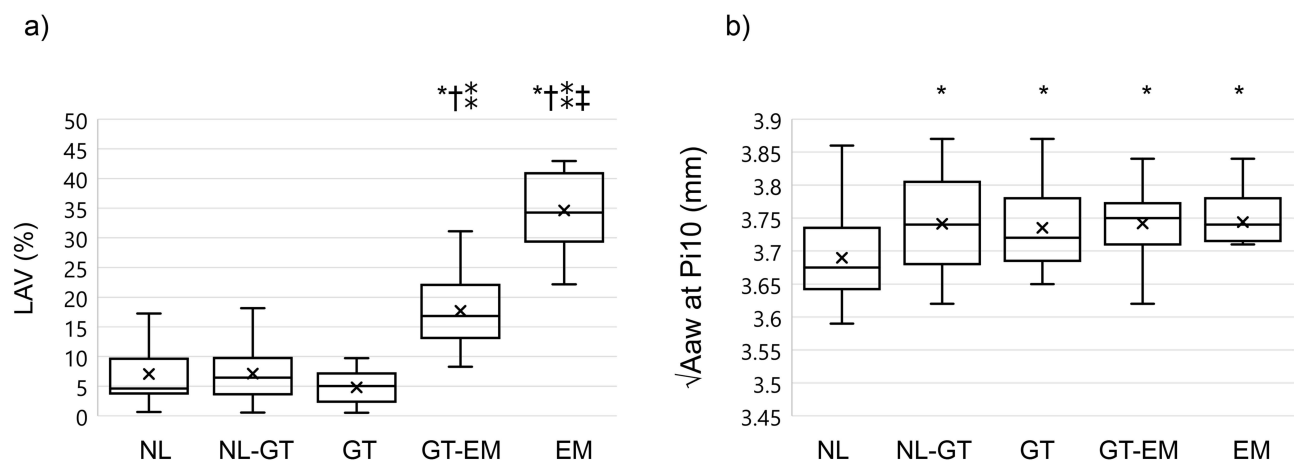 a)
*†⁑
*†⁑‡
50
45
40
35
30
25
20
15
10
5
0
LAV (%)
NL
NL-GT
GT
GT-EM
EM
b)
*
*
*
*
3.9
3.85
3.8
3.75
3.7
3.65
3.6
3.55
3.5
3.45
√Aaw at Pi10 (mm)
NL
NL-GT
GT
GT-EM
EM